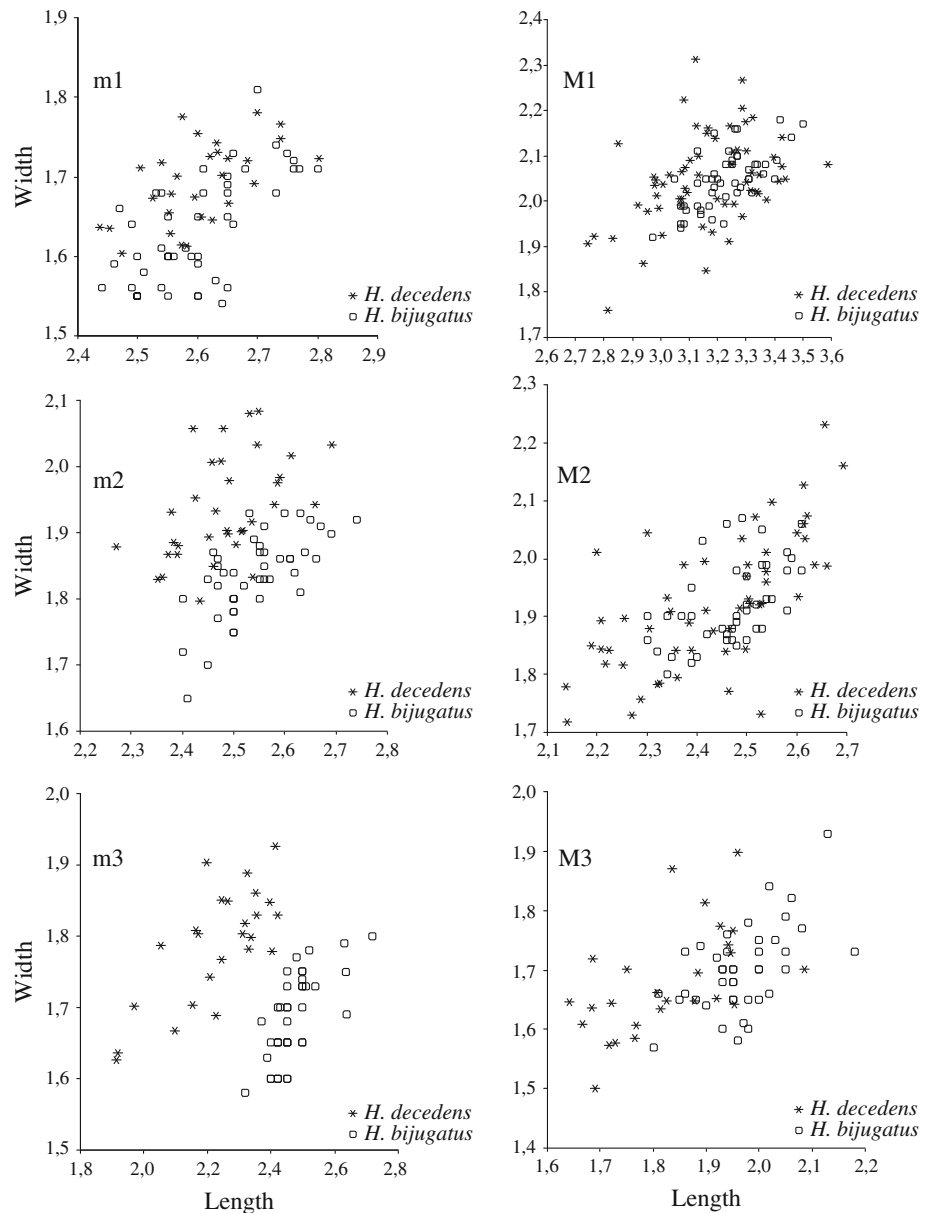 m1
Width
1,9
1,8
1,7
1,6
1,5
2,4 2,5 2,6 2,7 2,8 2,9
H. decedens
H. bijugatus
M1
2,4
2,3
2,2
2,1
2,0
1,9
1,8
1,7
2,6 2,7 2,8 2,9 3,0 3,1 3,2 3,3 3,4 3,5 3,6
H. decedens
H. bijugatus
m2
Width
2,1
2,0
1,9
1,8
1,7
1,6
2,2 2,3 2,4 2,5 2,6 2,7 2,8
H. decedens
H. bijugatus
M2
2,3
2,2
2,1
2,0
1,9
1,8
1,7
2,1 2,2 2,3 2,4 2,5 2,6 2,7
H. decedens
H. bijugatus
m3
Width
2,0
1,9
1,8
1,7
1,6
1,5
1,8 2,0 2,2 2,4 2,6 2,8
H. decedens
H. bijugatus
Length
M3
2,0
1,9
1,8
1,7
1,6
1,5
1,4
1,6 1,7 1,8 1,9 2,0 2,1 2,2
H. decedens
H. bijugatus
Length